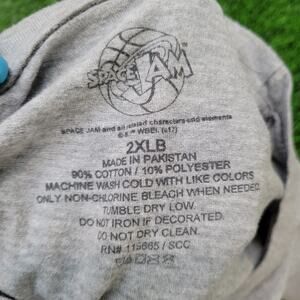 SPACE JAM
SPACE JAM and all related characters and elements
© & ™ WBEI. (s17)
2XLB
MADE IN PAKISTAN
90% COTTON / 10% POLYESTER
MACHINE WASH COLD WITH LIKE COLORS
ONLY NON-CHLORINE BLEACH WHEN NEEDED.
TUMBLE DRY LOW.
DO NOT IRON IF DECORATED.
DO NOT DRY CLEAN.
RN# 115665 / SCC